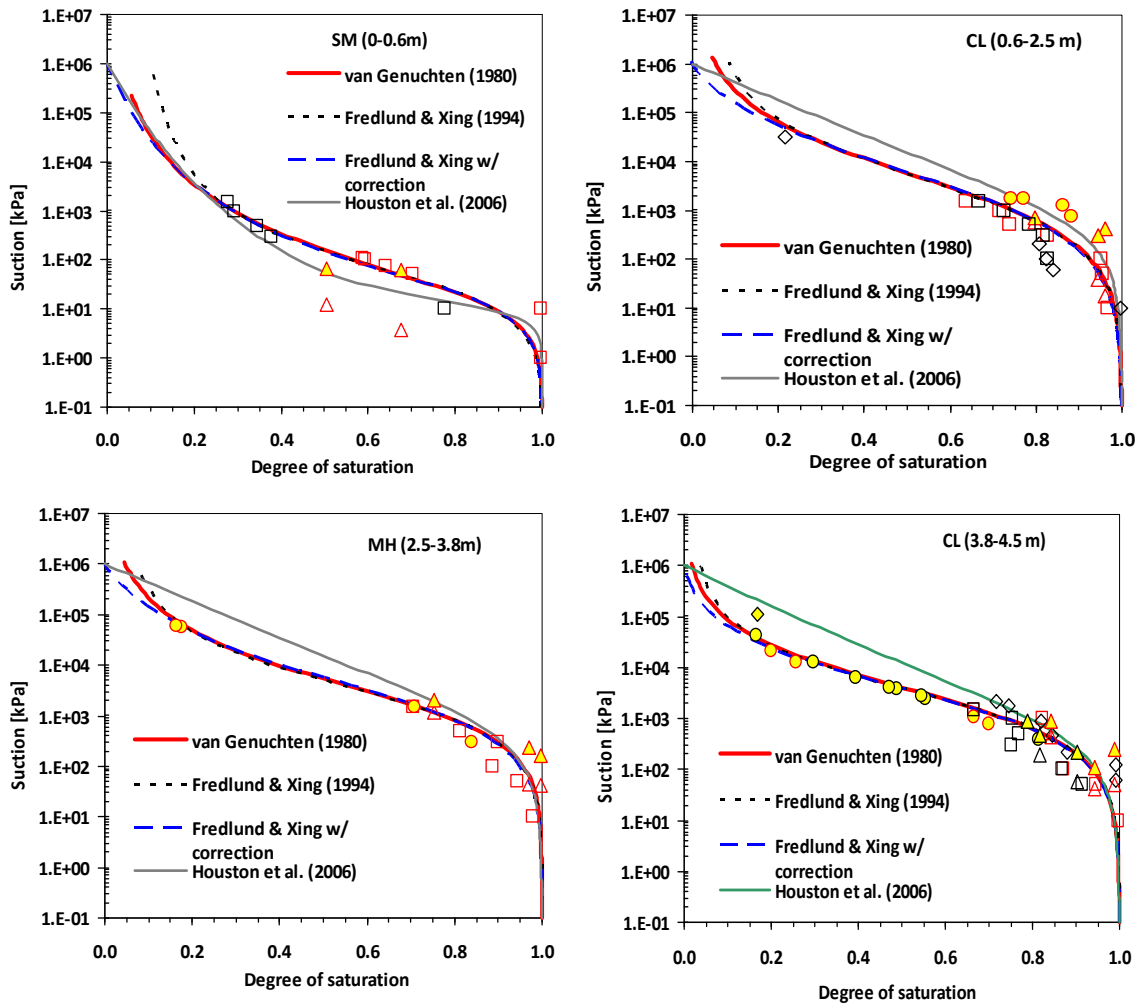 1.E+07
SM (0-0.6m)
1.E+06
van Genuchten (1980)
1.E+05
Fredlund & Xing (1994)
1.E+04
Fredlund & Xing w/
correction
1.E+03
Houston et al. (2006)
1.E+02
1.E+01
1.E+00
1.E-01
Suction [kPa]
0.0 0.2 0.4 0.6 0.8 1.0
Degree of saturation
1.E+07
CL (0.6-2.5 m)
1.E+06
1.E+05
1.E+04
1.E+03
1.E+02
1.E+01
1.E+00
1.E-01
Suction [kPa]
van Genuchten (1980)
Fredlund & Xing (1994)
Fredlund & Xing w/
correction
Houston et al. (2006)
0.0 0.2 0.4 0.6 0.8 1.0
Degree of saturation
1.E+07
MH (2.5-3.8m)
1.E+06
1.E+05
1.E+04
1.E+03
1.E+02
1.E+01
1.E+00
1.E-01
Suction [kPa]
van Genuchten (1980)
Fredlund & Xing (1994)
Fredlund & Xing w/
correction
Houston et al. (2006)
0.0 0.2 0.4 0.6 0.8 1.0
Degree of saturation
1.E+07
CL (3.8-4.5 m)
1.E+06
1.E+05
1.E+04
1.E+03
1.E+02
1.E+01
1.E+00
1.E-01
Suction [kPa]
van Genuchten (1980)
Fredlund & Xing (1994)
Fredlund & Xing w/
correction
Houston et al. (2006)
0.0 0.2 0.4 0.6 0.8 1.0
Degree of saturation